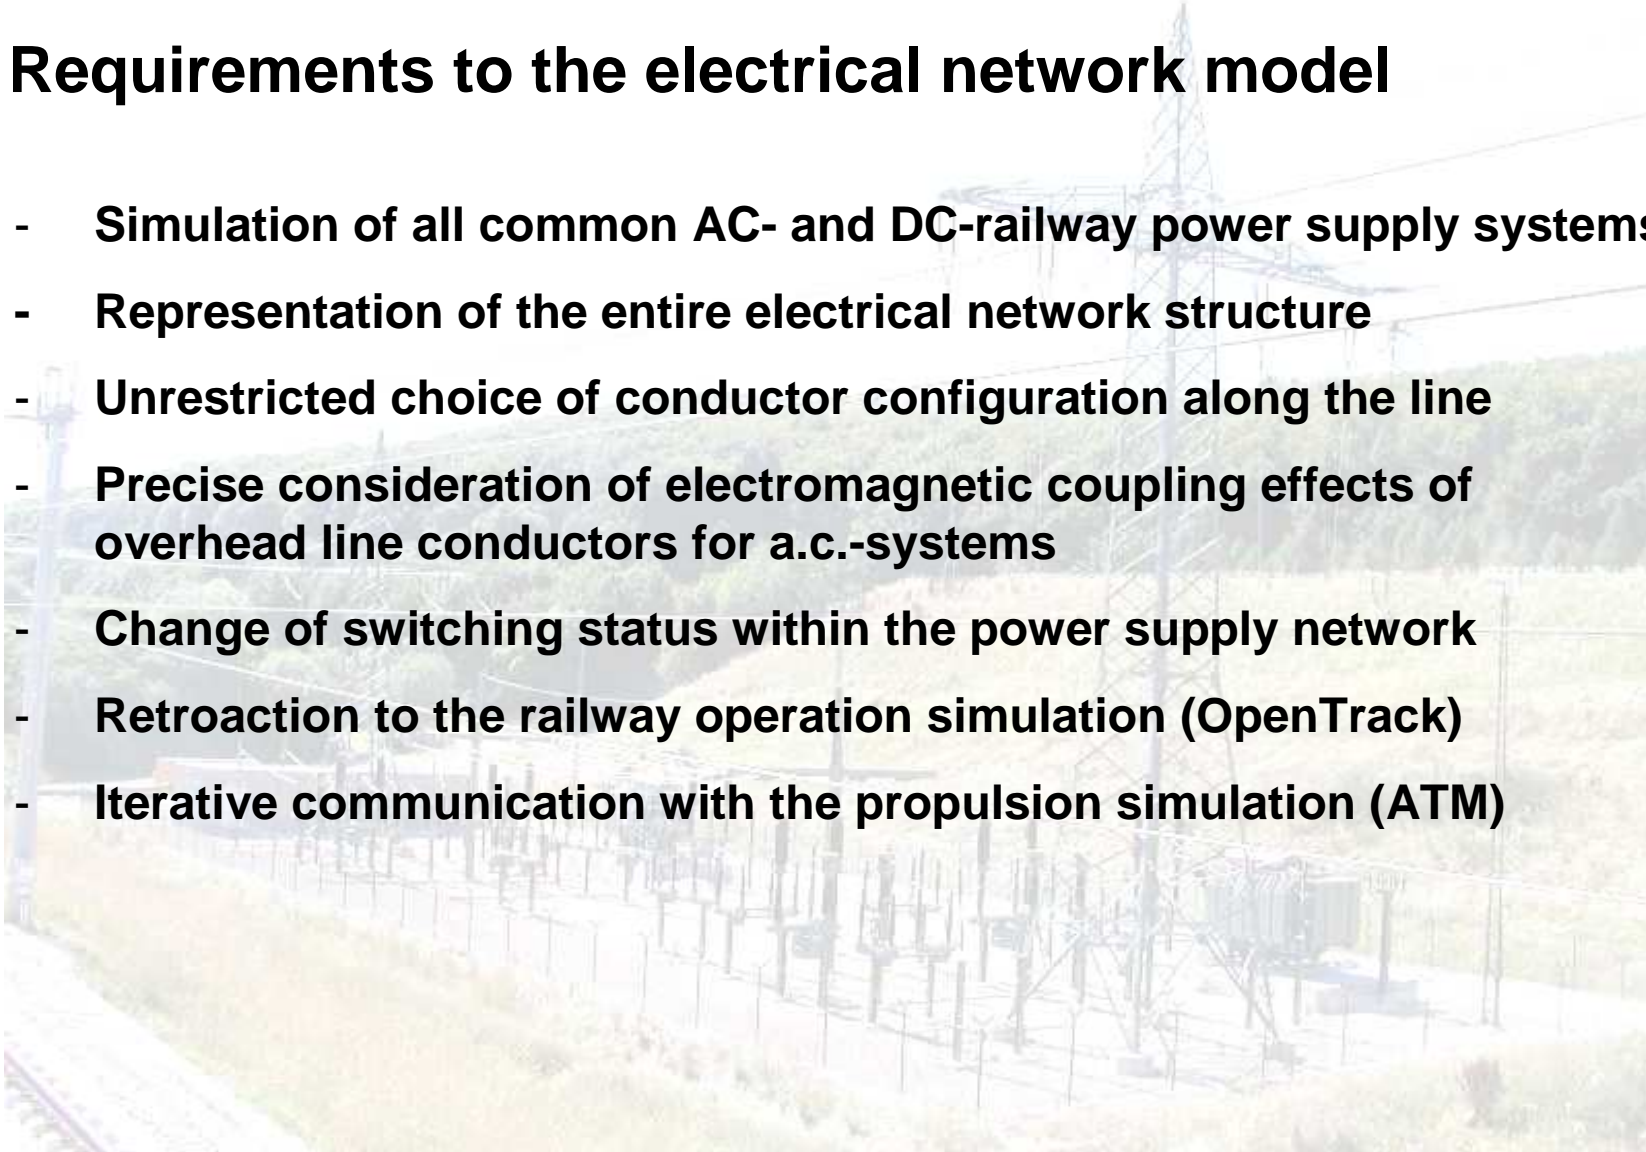 Requirements to the electrical network model
- Simulation of all common AC- and DC-railway power supply systems
- Representation of the entire electrical network structure
- Unrestricted choice of conductor configuration along the line
- Precise consideration of electromagnetic coupling effects of
overhead line conductors for a.c.-systems
- Change of switching status within the power supply network
- Retroaction to the railway operation simulation (OpenTrack)
- Iterative communication with the propulsion simulation (ATM)